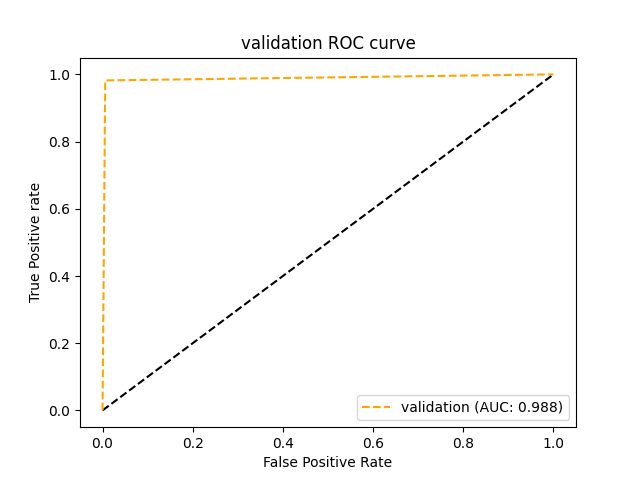 validation ROC curve
1.0
0.8
0.6
0.4
0.2
0.0
True Positive rate
0.0 0.2 0.4 0.6 0.8 1.0
False Positive Rate
validation (AUC: 0.988)